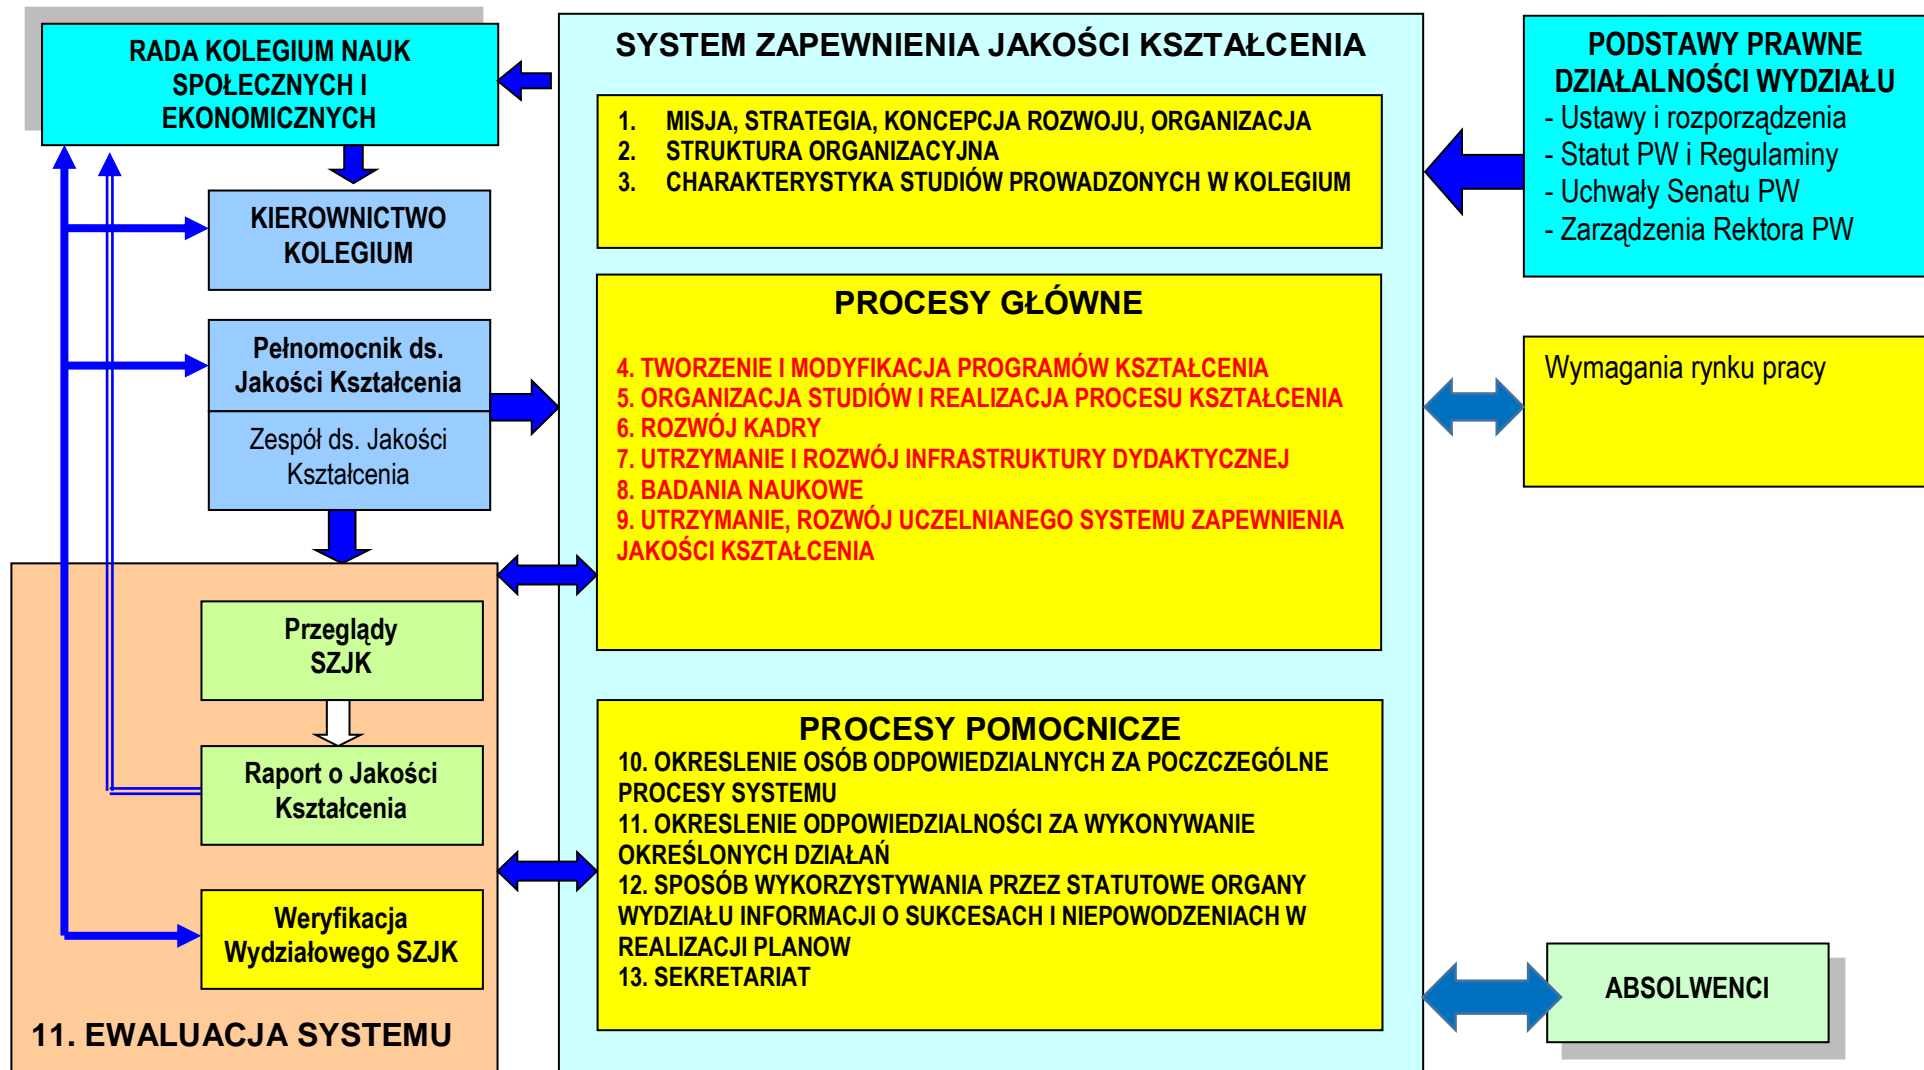 RADA KOLEGIUM NAUK
SPOŁECZNYCH I
EKONOMICZNYCH
KIEROWNICTWO
KOLEGIUM
Pełnomocnik ds.
Jakości Kształcenia
Zespół ds. Jakości
Kształcenia
Przeglądy
SZJK
Raport o Jakości
Kształcenia
Weryfikacja
Wydziałowego SZJK
11. EWALUACJA SYSTEMU
SYSTEM ZAPEWNIENIA JAKOŚCI KSZTAŁCENIA
1. MISJA, STRATEGIA, KONCEPCJA ROZWOJU, ORGANIZACJA
2. STRUKTURA ORGANIZACYJNA
3. CHARAKTERYSTYKA STUDIÓW PROWADZONYCH W KOLEGIUM
PROCESY GŁÓWNE
4. TWORZENIE I MODYFIKACJA PROGRAMÓW KSZTAŁCENIA
5. ORGANIZACJA STUDIÓW I REALIZACJA PROCESU KSZTAŁCENIA
6. ROZWÓJ KADRY
7. UTRZYMANIE I ROZWÓJ INFRASTRUKTURY DYDAKTYCZNEJ
8. BADANIA NAUKOWE
9. UTRZYMANIE, ROZWÓJ UCZELNIANEGO SYSTEMU ZAPEWNIENIA
JAKOŚCI KSZTAŁCENIA
PROCESY POMOCNICZE
10. OKRESLENIE OSÓB ODPOWIEDZIALNYCH ZA POCZCZEGÓLNE
PROCESY SYSTEMU
11. OKRESLENIE ODPOWIEDZIALNOŚCI ZA WYKONYWANIE
OKREŚLONYCH DZIAŁAŃ
12. SPOSÓB WYKORZYSTYWANIA PRZEZ STATUTOWE ORGANY
WYDZIAŁU INFORMACJI O SUKCESACH I NIEPOWODZENIACH W
REALIZACJI PLANOW
13. SEKRETARIAT
PODSTAWY PRAWNE
DZIAŁALNOŚCI WYDZIAŁU
- Ustawy i rozporządzenia
- Statut PW i Regulaminy
- Uchwały Senatu PW
- Zarządzenia Rektora PW
Wymagania rynku pracy
ABSOLWENCI